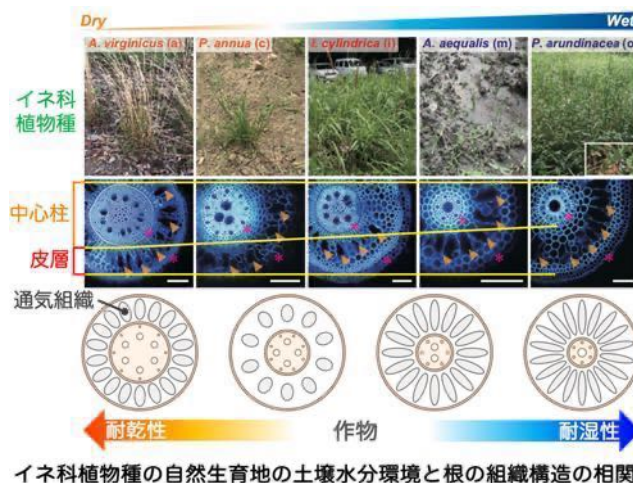 Dry Wet
A. virginicus (a) P. annua (c) I. cylindrica (i) A. aequalis (m) P. arundinacea (o
イネ科
植物種
中心柱
皮層
通気組織
耐乾性 作物 耐湿性
イネ科植物種の自然生育地の土壌水分環境と根の組織構造の相関